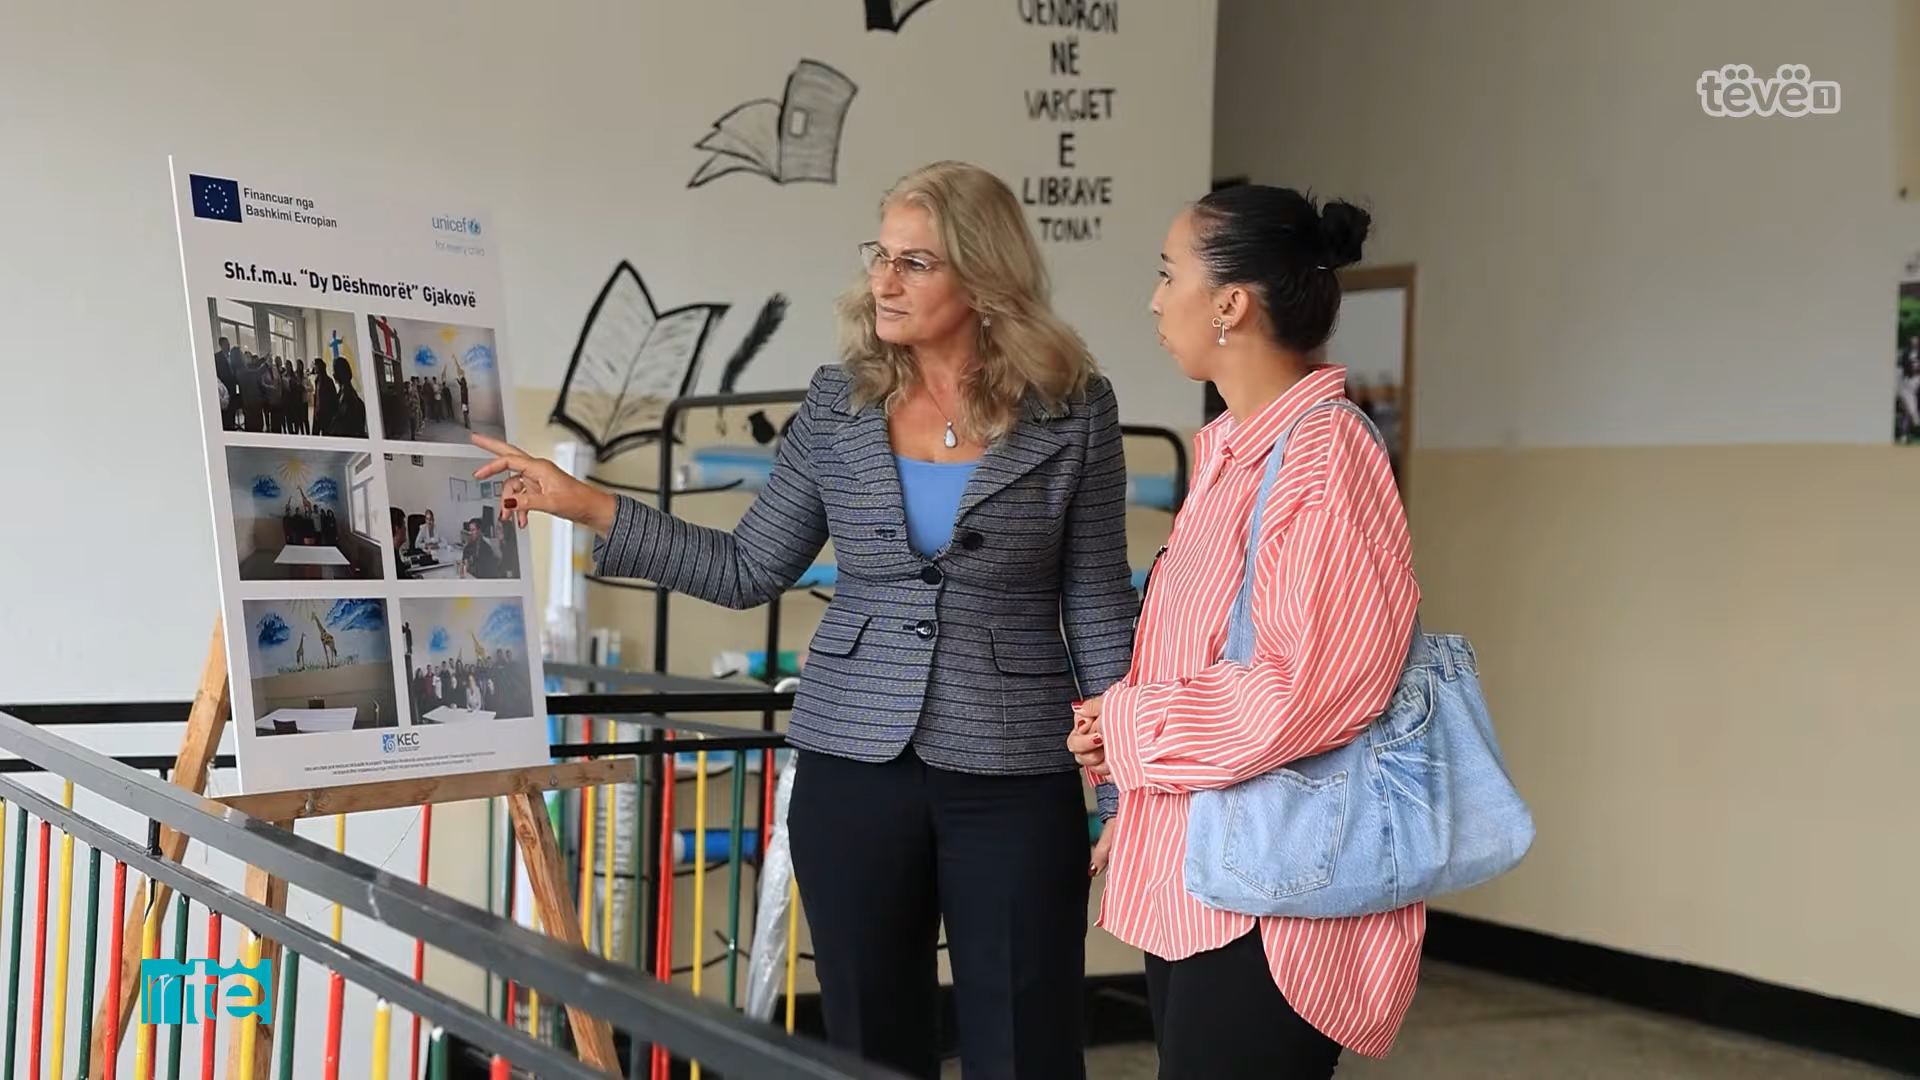 QËNDRON
NË
VARGJET
E
LIBRAVE
TONA!
tëvë1
Financuar nga
Bashkimi Evropian
unicef
for every child
Sh.f.m.u. “Dy Dëshmorët” Gjakovë
KEC
rtë